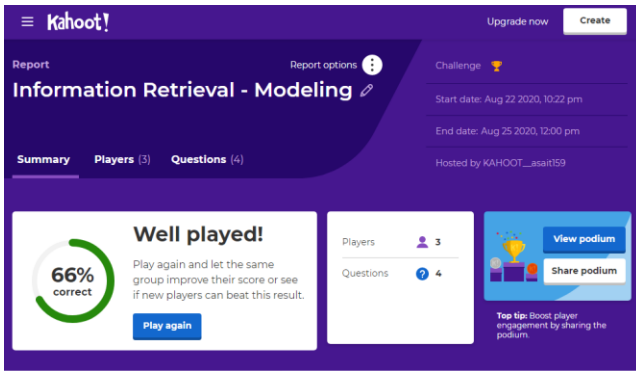 Kahoot!
Upgrade now
Create
Report
Report options
Information Retrieval - Modeling
Summary
Players (3)
Questions (4)
Challenge
Start date: Aug 22 2020, 10:22 pm
End date: Aug 25 2020, 12:00 pm
Hosted by KAHOOT__asait159
66%
correct
Well played!
Play again and let the same
group improve their score or see
if new players can beat this result.
Play again
Players 3
Questions ? 4
View podium
Share podium
Top tip: Boost player
engagement by sharing the
podium.